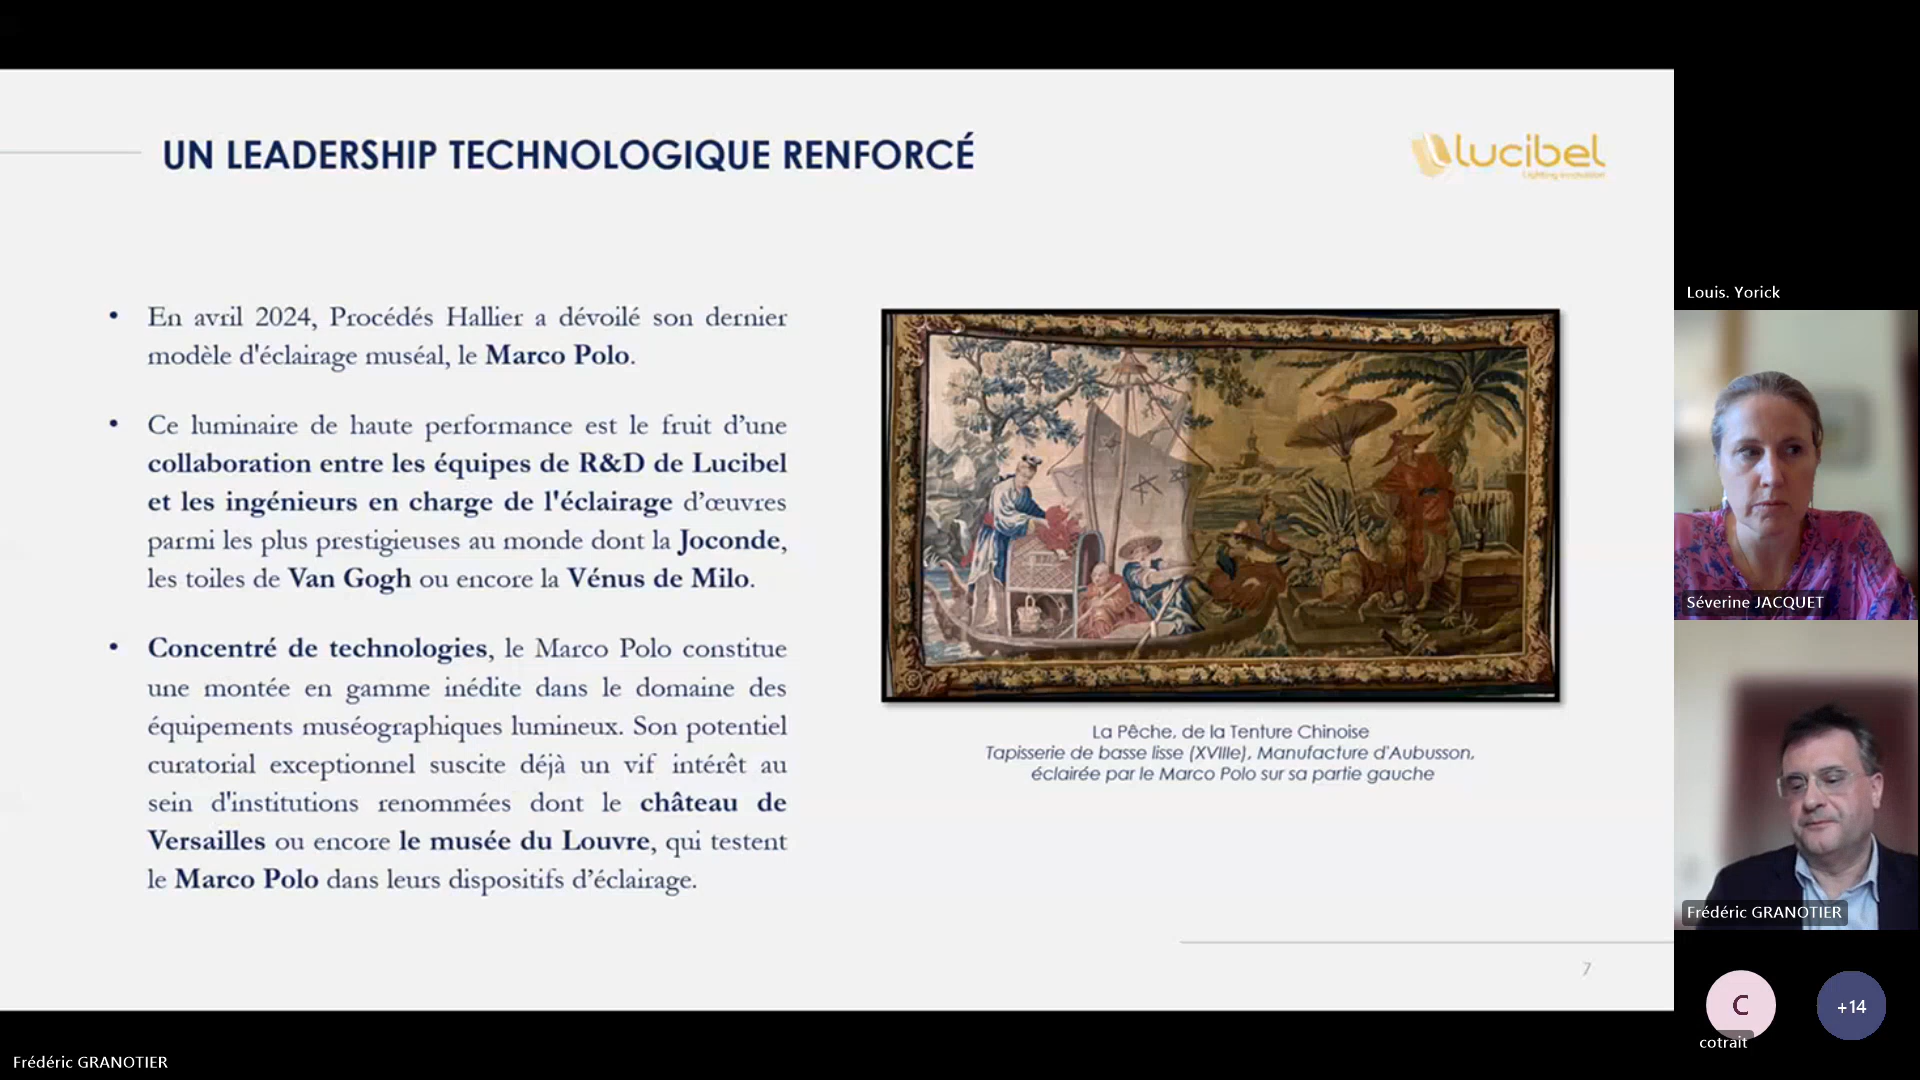 UN LEADERSHIP TECHNOLOGIQUE RENFORCÉ
lucibel
• En avril 2024, Procédés Hallier a dévoilé son dernier
modèle d'éclairage muséal, le Marco Polo.
• Ce luminaire de haute performance est le fruit d’une
collaboration entre les équipes de R&D de Lucibel
et les ingénieurs en charge de l'éclairage d’œuvres
parmi les plus prestigieuses au monde dont la Joconde,
les toiles de Van Gogh ou encore la Vénus de Milo.
• Concentré de technologies, le Marco Polo constitue
une montée en gamme inédite dans le domaine des
équipements muséographiques lumineux. Son potentiel
curatorial exceptionnel suscite déjà un vif intérêt au
sein d'institutions renommées dont le château de
Versailles ou encore le musée du Louvre, qui testent
le Marco Polo dans leurs dispositifs d’éclairage.
La Pêche, de la Tenture Chinoise
Tapisserie de basse lisse (XVIIIe), Manufacture d'Aubusson,
éclairée par le Marco Polo sur sa partie gauche
7
Louis. Yorick
Séverine JACQUET
Frédéric GRANOTIER
C
+14
cotrait
Frédéric GRANOTIER